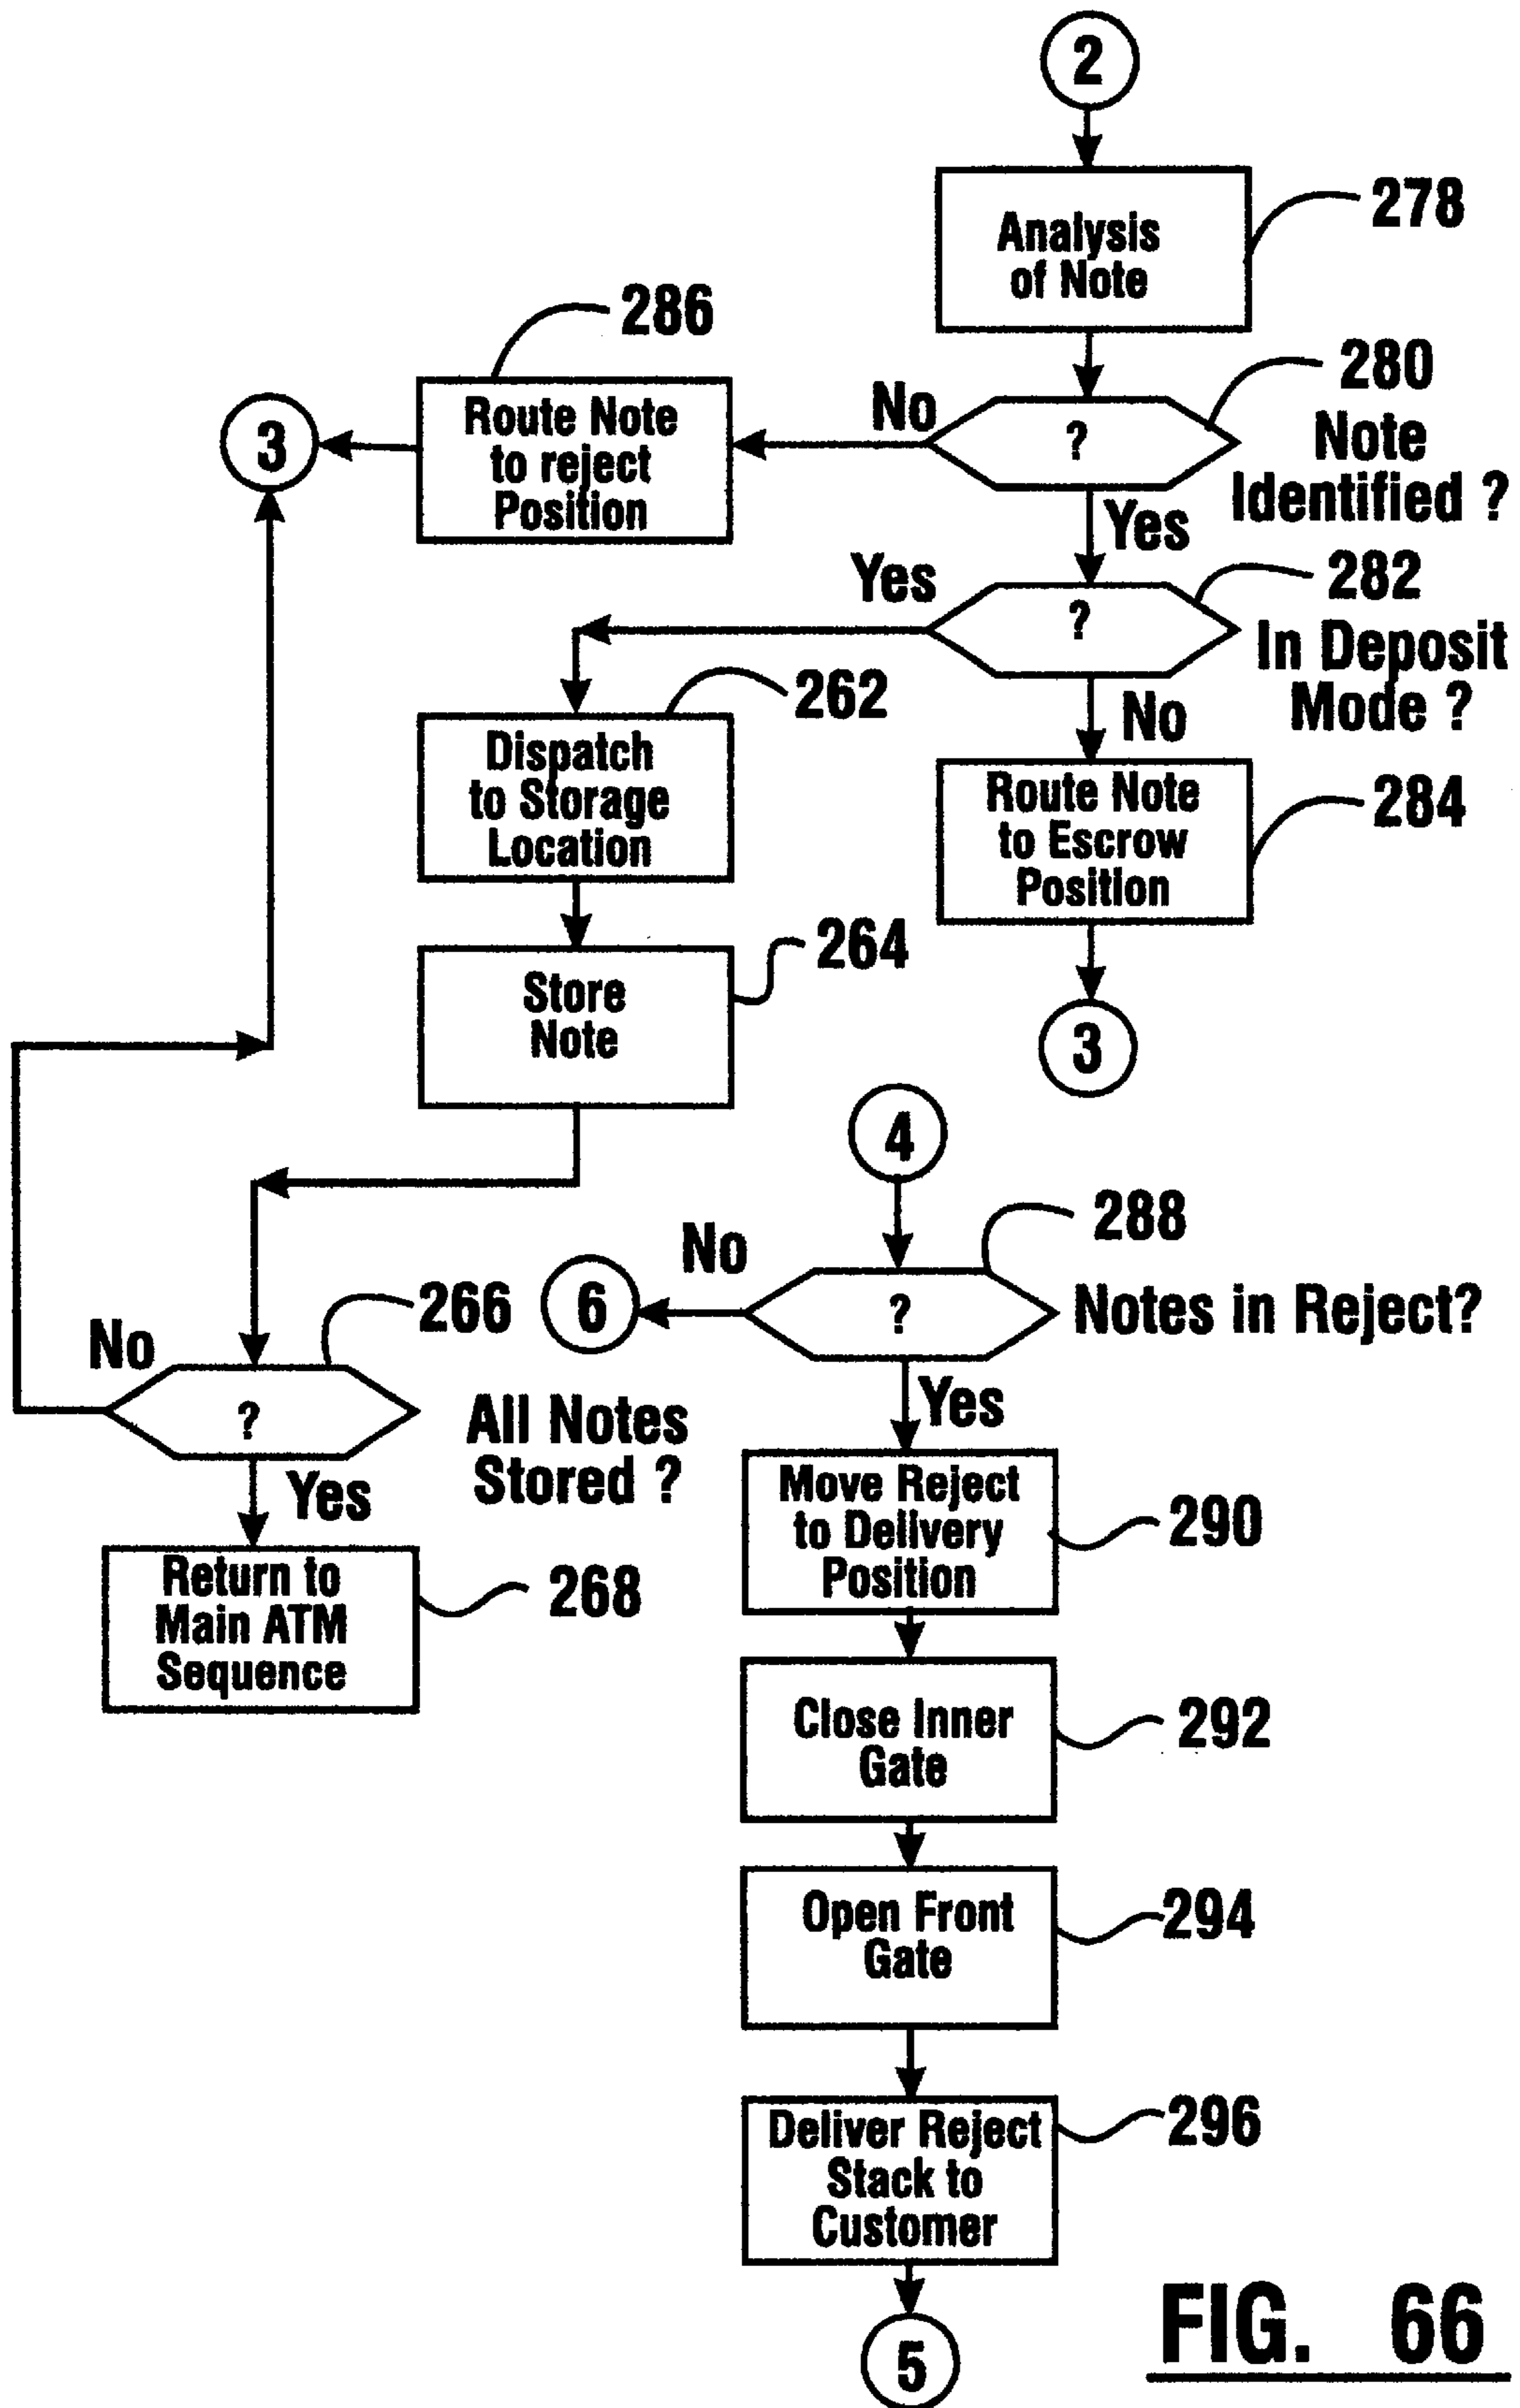 2
Analysis
of Note
278
286
Route Note
to reject
Position
3
No
?
280
Note
Identified ?
Yes
Yes
?
282
In Deposit
Mode ?
262
Dispatch
to Storage
Location
No
Route Note
to Escrow
Position
284
264
Store
Note
3
4
288
No
6
?
Notes in Reject?
266
No
?
All Notes
Stored ?
Yes
Return to
Main ATM
Sequence
268
Yes
Move Reject
to Delivery
Position
290
Close Inner
Gate
292
Open Front
Gate
294
Deliver Reject
Stack to
Customer
296
5
FIG. 66